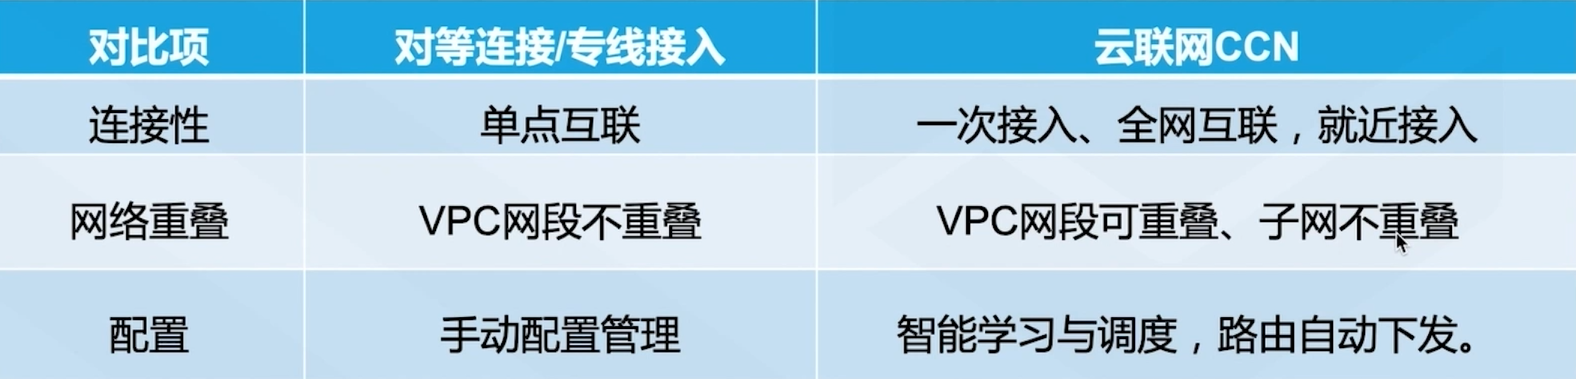 对比项 对等连接/专线接入 云联网CCN
连接性 单点互联 一次接入、全网互联，就近接入
网络重叠 VPC网段不重叠 VPC网段可重叠、子网不重叠
配置 手动配置管理 智能学习与调度，路由自动下发。